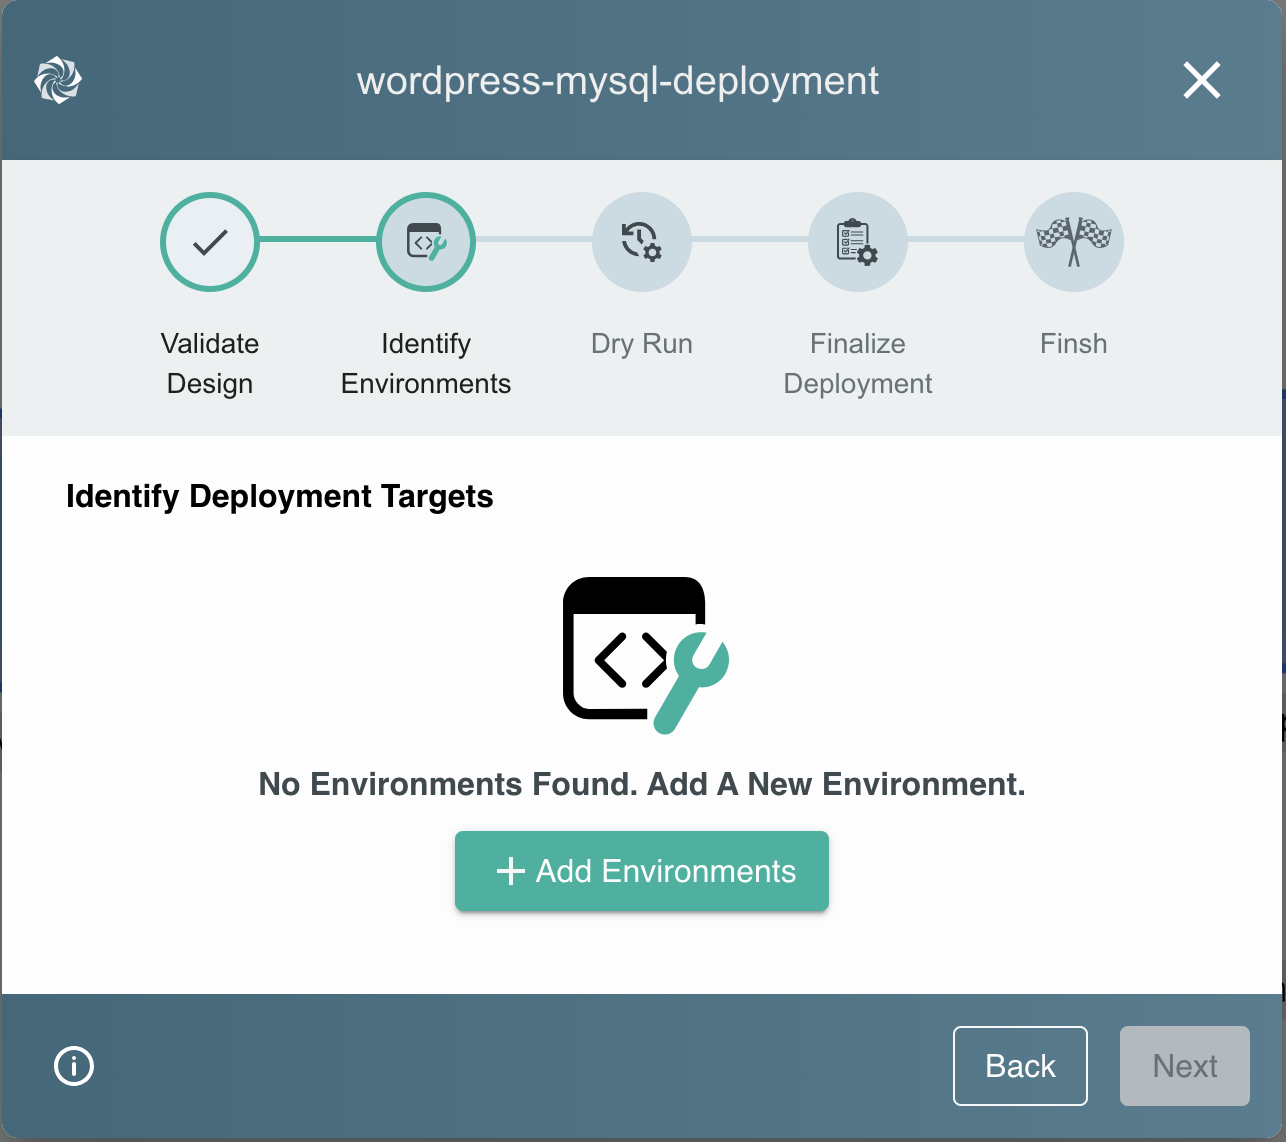 wordpress-mysql-deployment
Validate
Design
Identify
Environments
Dry Run
Finalize
Deployment
Finsh
Identify Deployment Targets
No Environments Found. Add A New Environment.
Add Environments
Back
Next